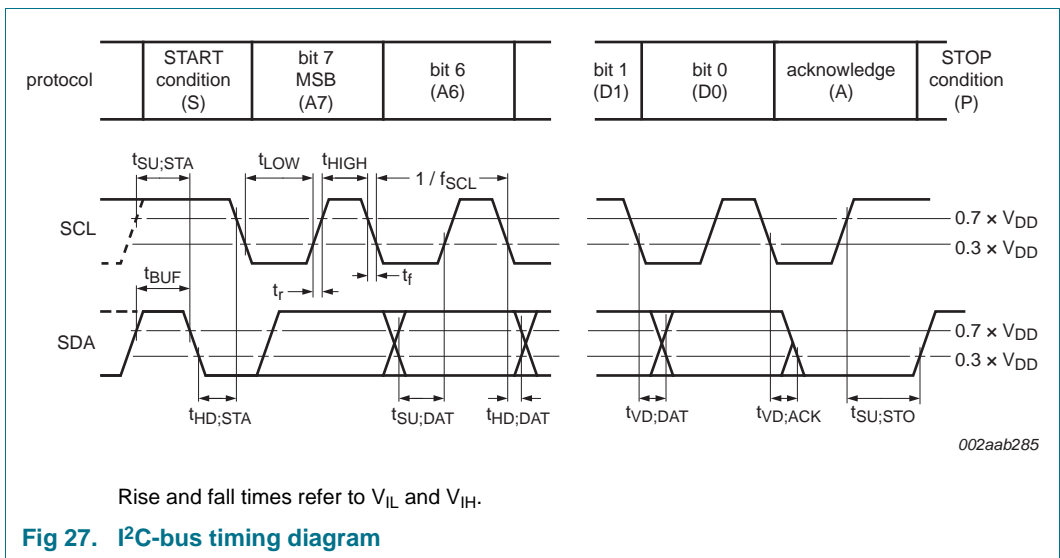 protocol
START
condition
(S)
bit 7
MSB
(A7)
bit 6
(A6)
bit 1
(D1)
bit 0
(D0)
acknowledge
(A)
STOP
condition
(P)
tSU;STA
tLOW
tHIGH
1 / fSCL
SCL
0.7 × VDD
0.3 × VDD
tBUF
tr
tf
SDA
0.7 × VDD
0.3 × VDD
tHD;STA
tSU;DAT
tHD;DAT
tVD;DAT
tVD;ACK
tSU;STO
002aab285
Rise and fall times refer to VIL and VIH.
Fig 27. I²C-bus timing diagram